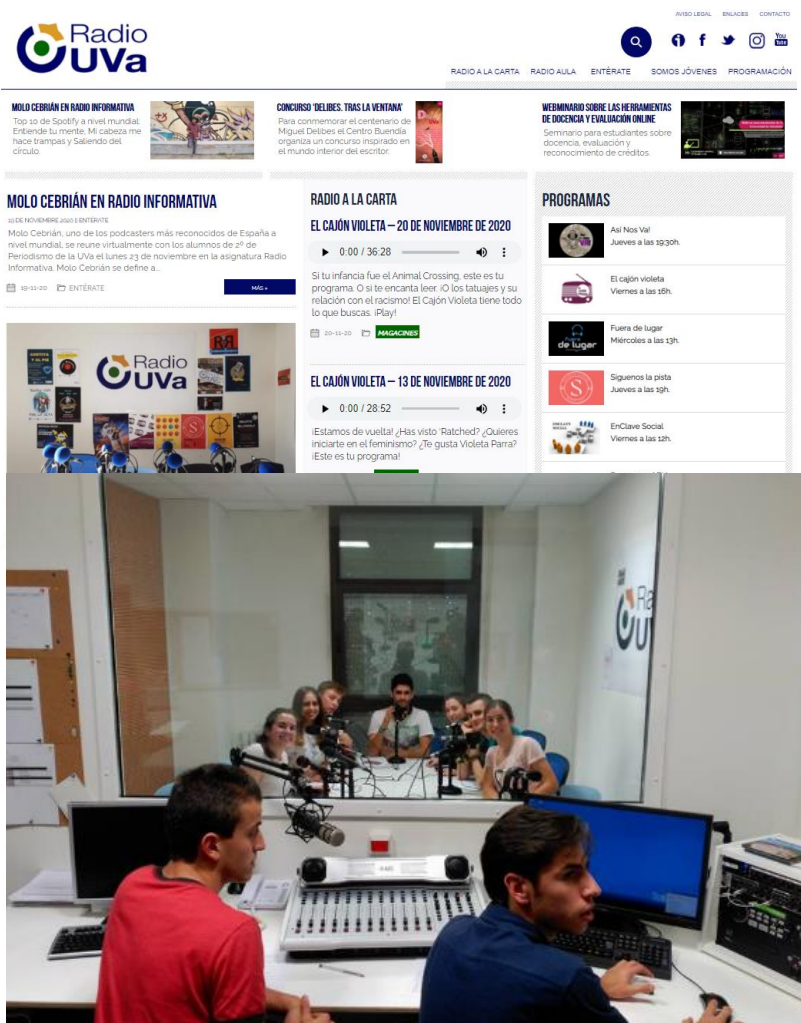 AVISO LEGAL ENLACES CONTACTO
Radio
UVa
RADIO A LA CARTA RADIO AULA ENTÉRATE SOMOS JÓVENES PROGRAMACIÓN
MOLO CEBRIÁN EN RADIO INFORMATIVA
Top 10 de Spotify a nivel mundial:
Entiende tu mente, Mi cabeza me
hace trampas y Saliendo del
círculo.
CONCURSO 'DELIBES. TRAS LA VENTANA'
Para conmemorar el centenario de
Miguel Delibes el Centro Buendía
organiza un concurso inspirado en
el mundo interior del escritor.
WEBMINARIO SOBRE LAS HERRAMIENTAS
DE DOCENCIA Y EVALUACIÓN ONLINE
Seminario para estudiantes sobre
docencia, evaluación y
reconocimiento de créditos.
MOLO CEBRIÁN EN RADIO INFORMATIVA
19 DE NOVIEMBRE 2020 || ENTÉRATE
Molo Cebrián, uno de los podcasters más reconocidos de España a
nivel mundial, se reune virtualmente con los alumnos de 2º de
Periodismo de la UVa el lunes 23 de noviembre en la asignatura Radio
Informativa. Molo Cebrián se define a...
19-11-20 ENTÉRATE
MÁS »
Radio
UVa
RADIO A LA CARTA
EL CAJÓN VIOLETA – 20 DE NOVIEMBRE DE 2020
0:00 / 36:28
Si tu infancia fue el Animal Crossing, este es tu
programa. O si te encanta leer. ¡O los tatuajes y su
relación con el racismo! El Cajón Violeta tiene todo
lo que buscas. ¡Play!
20-11-20 MAGACINES
EL CAJÓN VIOLETA – 13 DE NOVIEMBRE DE 2020
0:00 / 28:52
¡Estamos de vuelta! ¿Has visto 'Ratched? ¿Quieres
iniciarte en el feminismo? ¿Te gusta Violeta Parra?
¡Este es tu programa!
PROGRAMAS
Así Nos Va!
Jueves a las 19:30h.
El cajón violeta
Viernes a las 16h.
Fuera
de lugar
Fuera de lugar
Miércoles a las 13h.
S
Síguenos la pista
Jueves a las 19h.
EnClave Social
Viernes a las 12h.